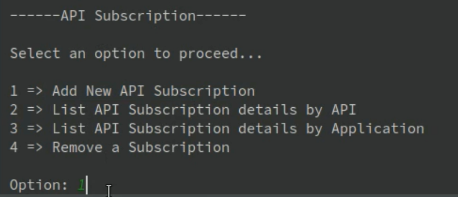 ------API Subscription------
Select an option to proceed...
1 => Add New API Subscription
2 => List API Subscription details by API
3 => List API Subscription details by Application
4 => Remove a Subscription
Option: 1